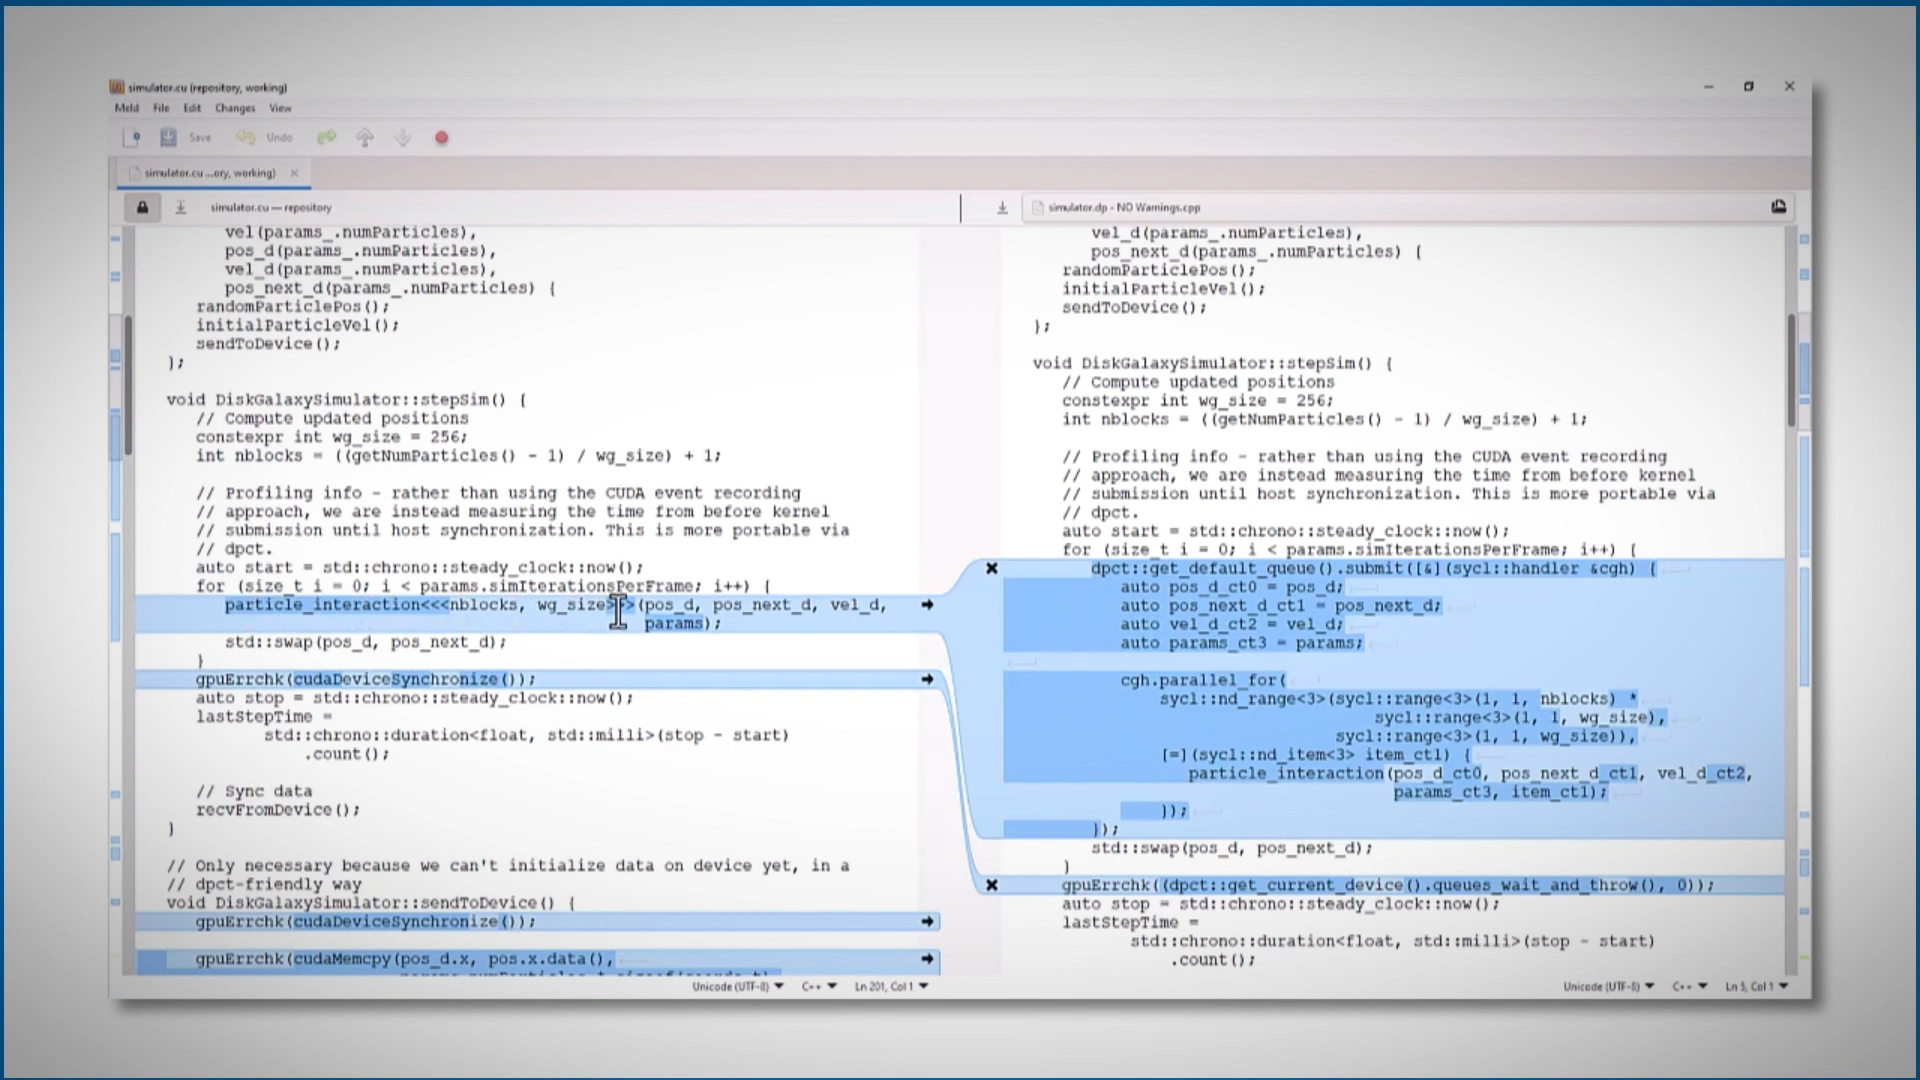 simulator.cu (repository, working)
Meld File Edit Changes View
Save Undo
simulator.cu ...ory, working)
simulator.cu — repository
vel(params_.numParticles),
pos_d(params_.numParticles),
vel_d(params_.numParticles),
pos_next_d(params_.numParticles) {
randomParticlePos();
initialParticleVel();
sendToDevice();
};
void DiskGalaxySimulator::stepSim() {
// Compute updated positions
constexpr int wg_size = 256;
int nblocks = ((getNumParticles() - 1) / wg_size) + 1;
// Profiling info - rather than using the CUDA event recording
// approach, we are instead measuring the time from before kernel
// submission until host synchronization. This is more portable via
// dpct.
auto start = std::chrono::steady_clock::now();
for (size_t i = 0; i < params.simIterationsPerFrame; i++) {
particle_interaction<<<nblocks, wg_size>>>(pos_d, pos_next_d, vel_d,
params);
std::swap(pos_d, pos_next_d);
}
gpuErrchk(cudaDeviceSynchronize());
auto stop = std::chrono::steady_clock::now();
lastStepTime =
std::chrono::duration<float, std::milli>(stop - start)
.count();
// Sync data
recvFromDevice();
}
// Only necessary because we can't initialize data on device yet, in a
// dpct-friendly way
void DiskGalaxySimulator::sendToDevice() {
gpuErrchk(cudaDeviceSynchronize());
gpuErrchk(cudaMemcpy(pos_d.x, pos.x.data(),
Unicode (UTF-8) C++ Ln 201, Col 1
simulator.dp - NO Warnings.cpp
vel_d(params_.numParticles),
pos_next_d(params_.numParticles) {
randomParticlePos();
initialParticleVel();
sendToDevice();
};
void DiskGalaxySimulator::stepSim() {
// Compute updated positions
constexpr int wg_size = 256;
int nblocks = ((getNumParticles() - 1) / wg_size) + 1;
// Profiling info - rather than using the CUDA event recording
// approach, we are instead measuring the time from before kernel
// submission until host synchronization. This is more portable via
// dpct.
auto start = std::chrono::steady_clock::now();
for (size_t i = 0; i < params.simIterationsPerFrame; i++) {
dpct::get_default_queue().submit([&](sycl::handler &cgh) {
auto pos_d_ct0 = pos_d;
auto pos_next_d_ct1 = pos_next_d;
auto vel_d_ct2 = vel_d;
auto params_ct3 = params;
cgh.parallel_for(
sycl::nd_range<3>(sycl::range<3>(1, 1, nblocks) *
sycl::range<3>(1, 1, wg_size),
sycl::range<3>(1, 1, wg_size)),
[=](sycl::nd_item<3> item_ct1) {
particle_interaction(pos_d_ct0, pos_next_d_ct1, vel_d_ct2,
params_ct3, item_ct1);
});
});
std::swap(pos_d, pos_next_d);
}
gpuErrchk((dpct::get_current_device().queues_wait_and_throw(), 0));
auto stop = std::chrono::steady_clock::now();
lastStepTime =
std::chrono::duration<float, std::milli>(stop - start)
.count();
Unicode (UTF-8) C++ Ln 5, Col 1